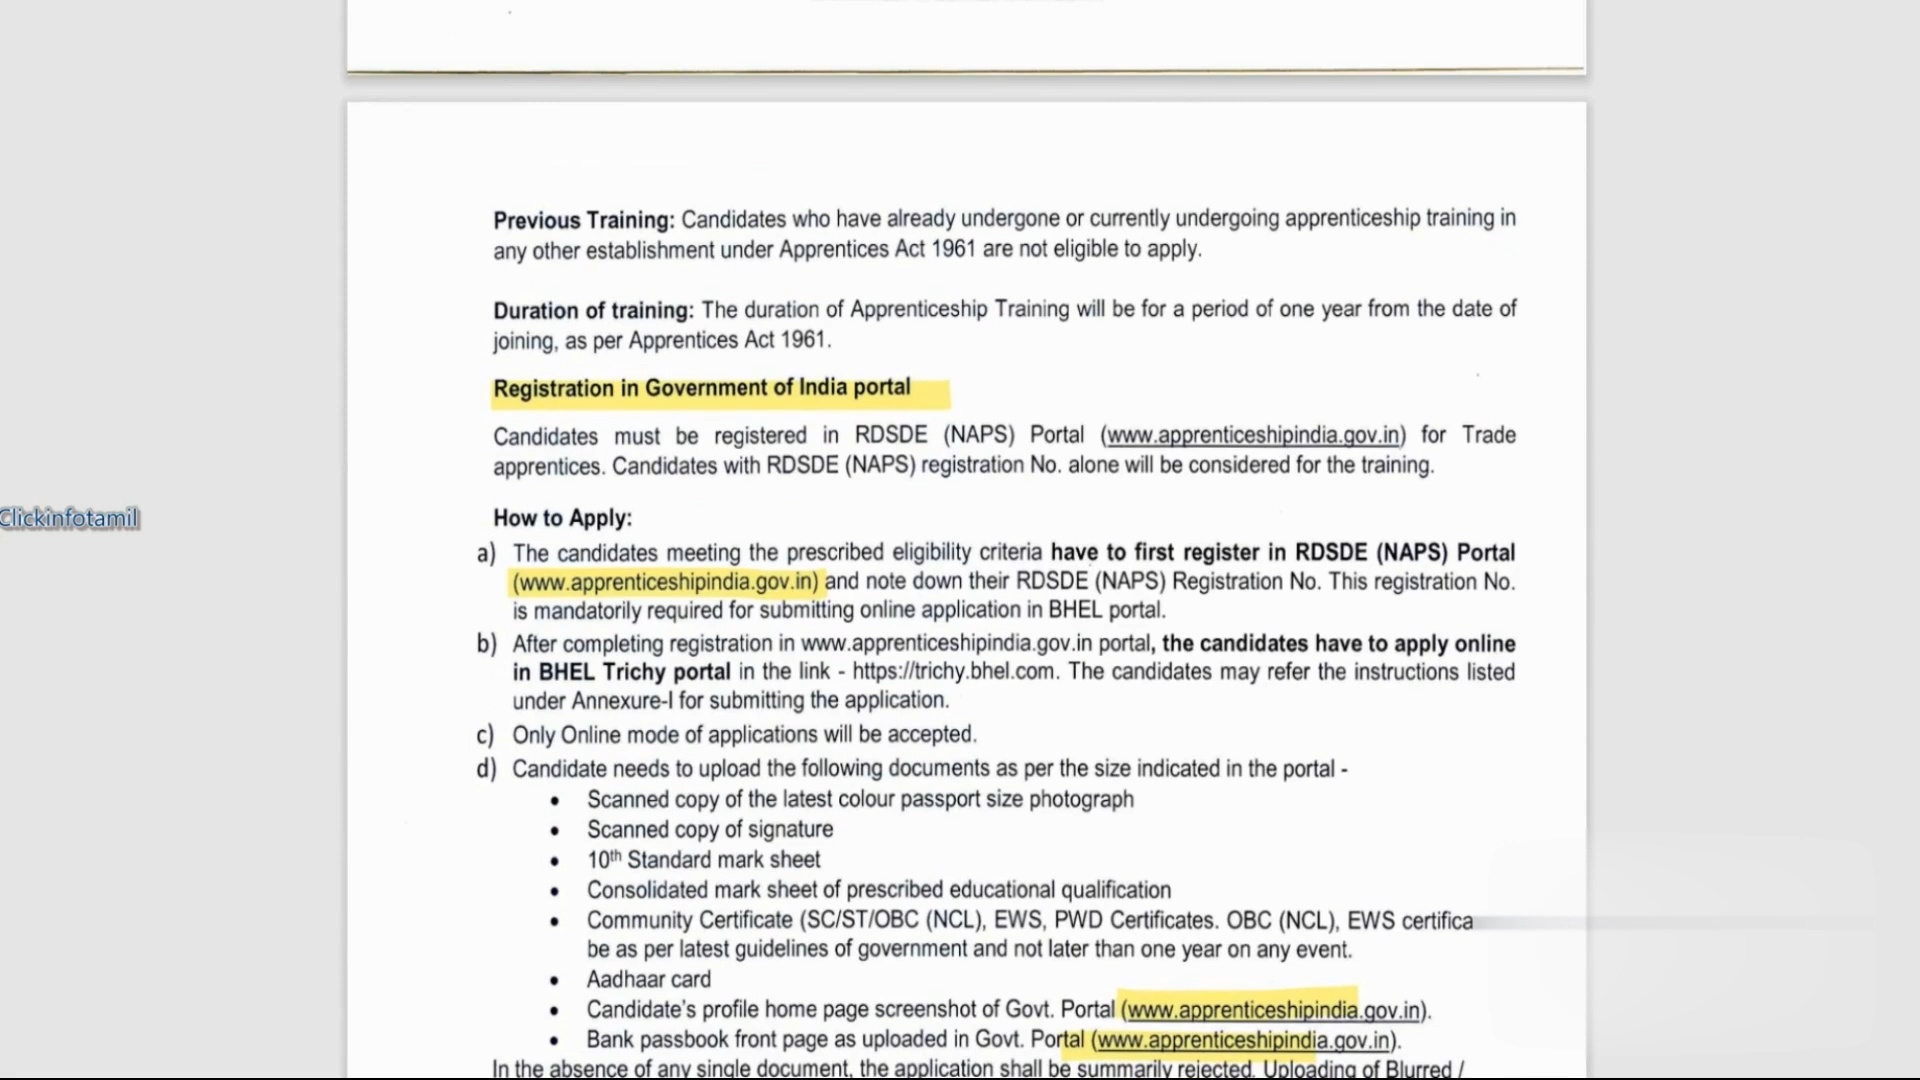 Previous Training: Candidates who have already undergone or currently undergoing apprenticeship training in
any other establishment under Apprentices Act 1961 are not eligible to apply.
Duration of training: The duration of Apprenticeship Training will be for a period of one year from the date of
joining, as per Apprentices Act 1961.
Registration in Government of India portal
Candidates must be registered in RDSDE (NAPS) Portal (www.apprenticeshipindia.gov.in) for Trade
apprentices. Candidates with RDSDE (NAPS) registration No. alone will be considered for the training.
Clickinfotamil
How to Apply:
a) The candidates meeting the prescribed eligibility criteria have to first register in RDSDE (NAPS) Portal
(www.apprenticeshipindia.gov.in) and note down their RDSDE (NAPS) Registration No. This registration No.
is mandatorily required for submitting online application in BHEL portal.
b) After completing registration in www.apprenticeshipindia.gov.in portal, the candidates have to apply online
in BHEL Trichy portal in the link - https://trichy.bhel.com. The candidates may refer the instructions listed
under Annexure-I for submitting the application.
c) Only Online mode of applications will be accepted.
d) Candidate needs to upload the following documents as per the size indicated in the portal -
• Scanned copy of the latest colour passport size photograph
• Scanned copy of signature
• 10th Standard mark sheet
• Consolidated mark sheet of prescribed educational qualification
• Community Certificate (SC/ST/OBC (NCL), EWS, PWD Certificates. OBC (NCL), EWS certifica
be as per latest guidelines of government and not later than one year on any event.
• Aadhaar card
• Candidate's profile home page screenshot of Govt. Portal (www.apprenticeshipindia.gov.in).
• Bank passbook front page as uploaded in Govt. Portal (www.apprenticeshipindia.gov.in).
In the absence of any single document, the application shall be summarily rejected. Uploading of Blurred /